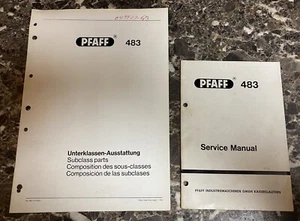 PFAFF 483
Unterklassen-Ausstattung
Subclass parts
Composition des sous-classes
Composición de las subclases
PFAFF 483
Service Manual
PFAFF INDUSTRIEMASCHINEN GMBH KAISERSLAUTERN